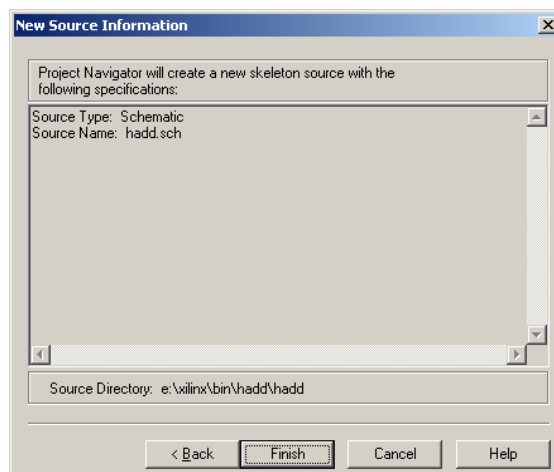 New Source Information
Project Navigator will create a new skeleton source with the
following specifications:
Source Type: Schematic
Source Name: hadd.sch
Source Directory: e:\xilinx\bin\hadd\hadd
< Back
Finish
Cancel
Help